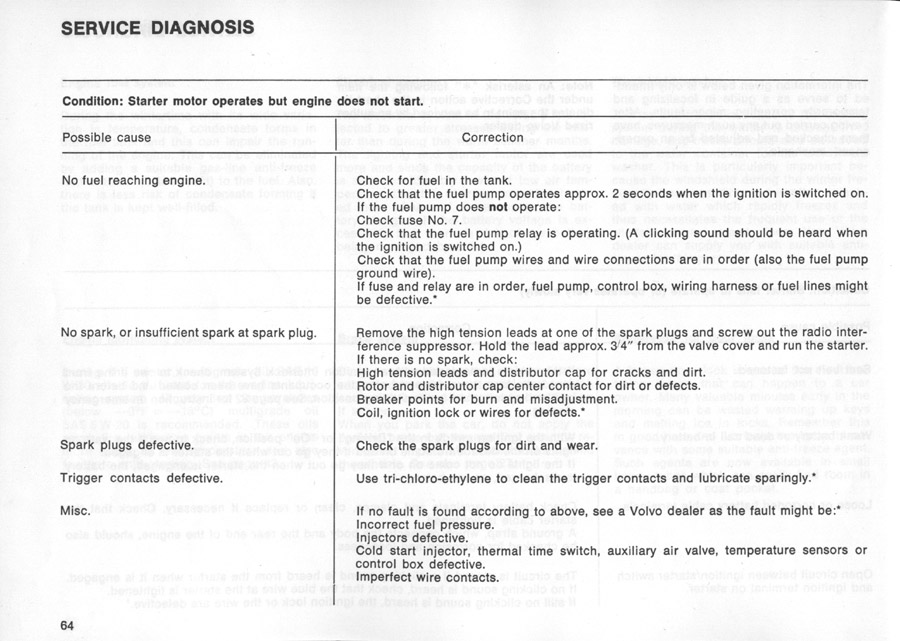 SERVICE DIAGNOSIS
Condition: Starter motor operates but engine does not start.
Possible cause
Correction
No fuel reaching engine.
Check for fuel in the tank.
Check that the fuel pump operates approx. 2 seconds when the ignition is switched on.
If the fuel pump does not operate:
Check fuse No. 7.
Check that the fuel pump relay is operating. (A clicking sound should be heard when
the ignition is switched on.)
Check that the fuel pump wires and wire connections are in order (also the fuel pump
ground wire).
If fuse and relay are in order, fuel pump, control box, wiring harness or fuel lines might
be defective.*
No spark, or insufficient spark at spark plug.
Remove the high tension leads at one of the spark plugs and screw out the radio inter-
ference suppressor. Hold the lead approx. 3/4" from the valve cover and run the starter.
If there is no spark, check:
High tension leads and distributor cap for cracks and dirt.
Rotor and distributor cap center contact for dirt or defects.
Breaker points for burn and misadjustment.
Coil, ignition lock or wires for defects.*
Spark plugs defective.
Check the spark plugs for dirt and wear.
Trigger contacts defective.
Use tri-chloro-ethylene to clean the trigger contacts and lubricate sparingly.*
Misc.
If no fault is found according to above, see a Volvo dealer as the fault might be:*
Incorrect fuel pressure.
Injectors defective.
Cold start injector, thermal time switch, auxiliary air valve, temperature sensors or
control box defective.
Imperfect wire contacts.
64